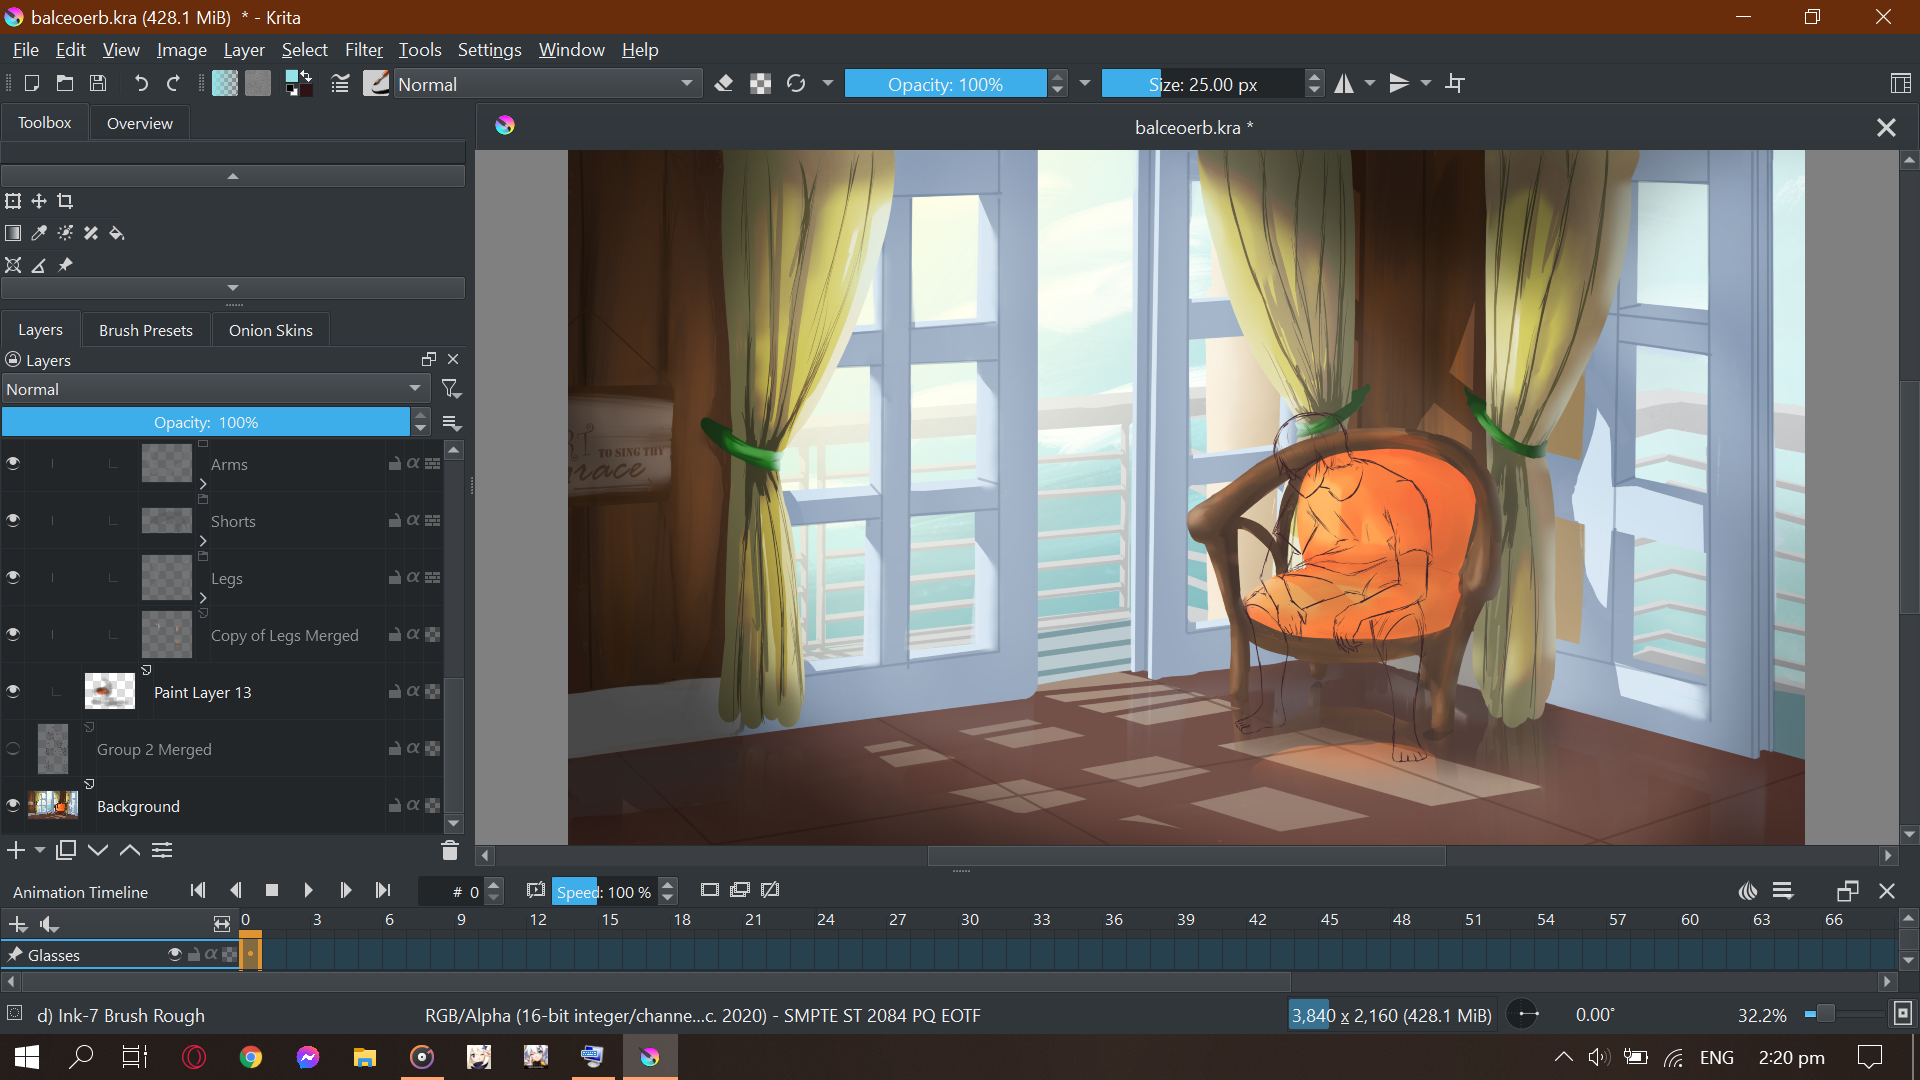 balceoerb.kra (428.1 MiB) * - Krita
File Edit View Image Layer Select Filter Tools Settings Window Help
Normal
Opacity: 100%
Size: 25.00 px
Toolbox
Overview
balceoerb.kra *
Layers
Brush Presets
Onion Skins
Layers
Normal
Opacity: 100%
Arms
Shorts
Legs
Copy of Legs Merged
Paint Layer 13
Group 2 Merged
Background
TO SING THY
Animation Timeline
# 0
Speed: 100 %
0 3 6 9 12 15 18 21 24 27 30 33 36 39 42 45 48 51 54 57 60 63 66
Glasses
d) Ink-7 Brush Rough
RGB/Alpha (16-bit integer/channe...c. 2020) - SMPTE ST 2084 PQ EOTF
3,840 x 2,160 (428.1 MiB)
0.00°
32.2%
ENG
2:20 pm